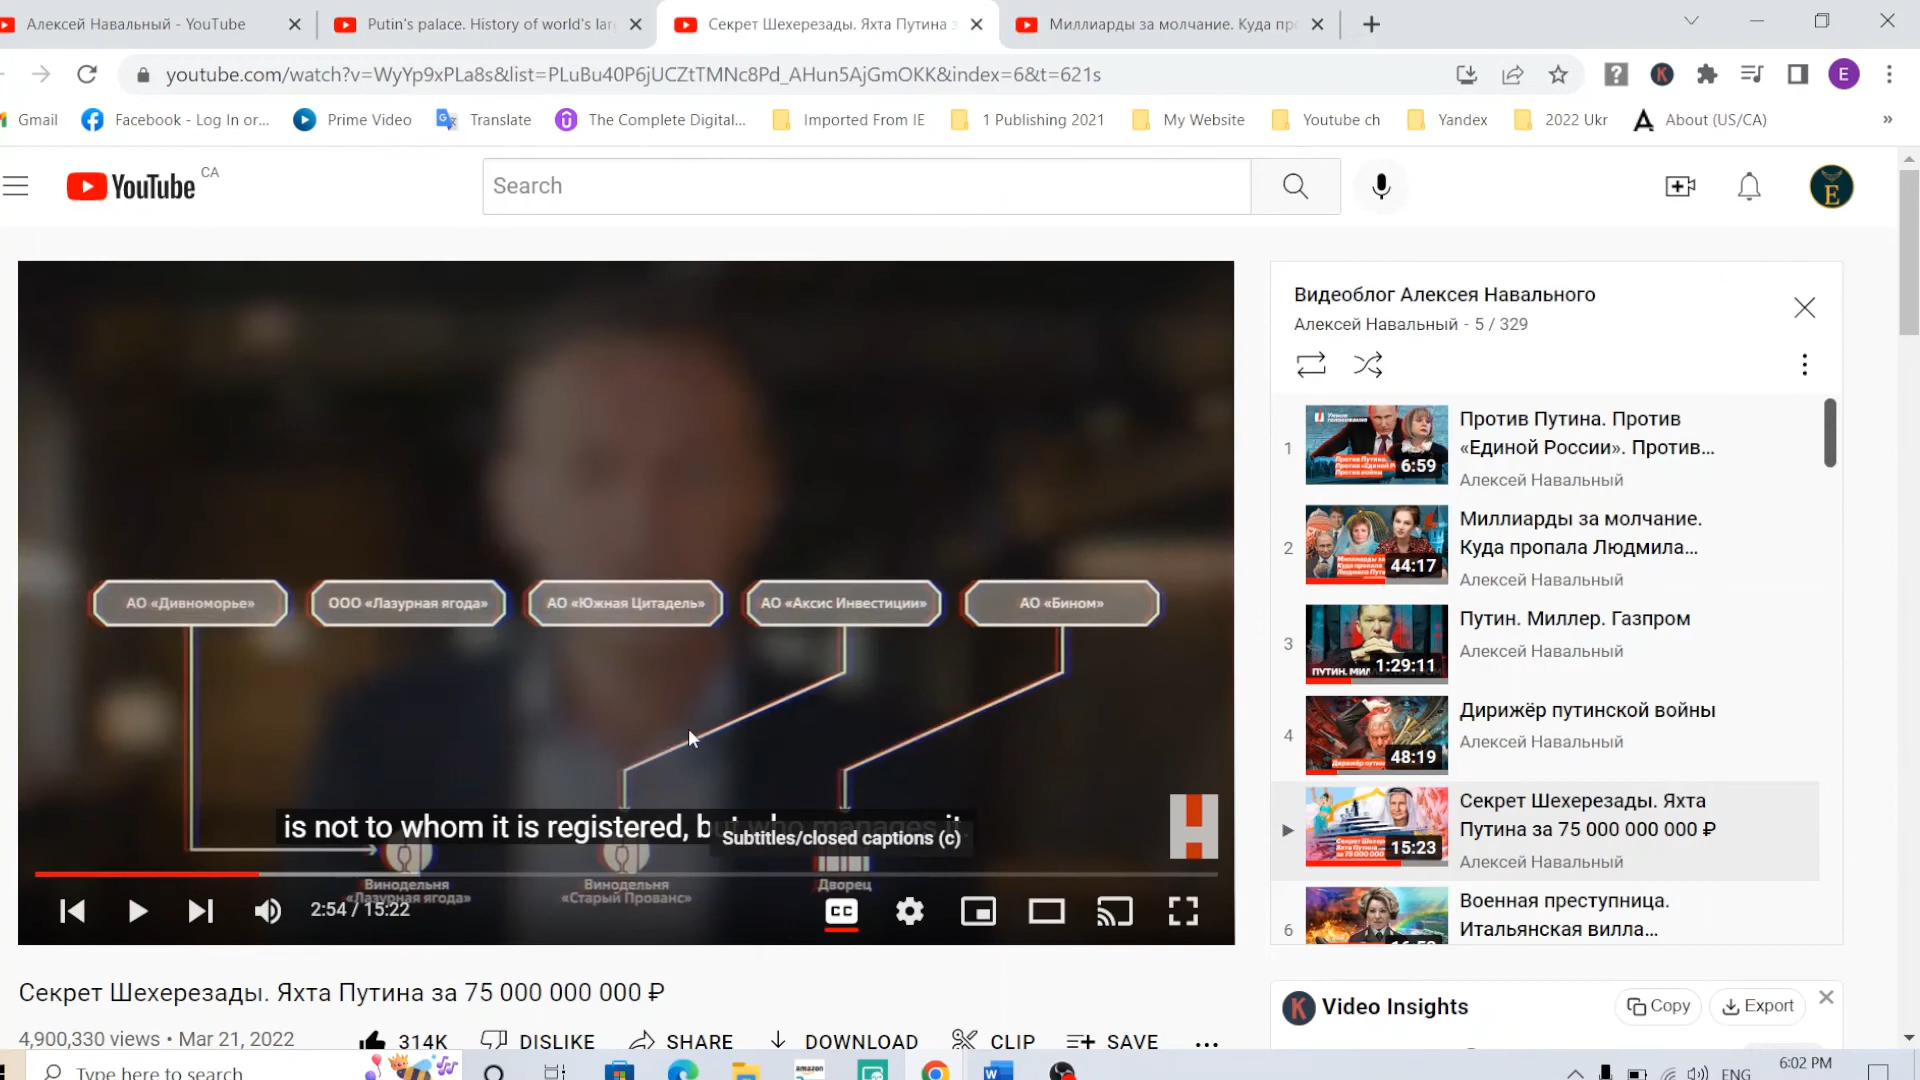 Алексей Навальный - YouTube
Putin's palace. History of world's lar
Секрет Шехерезады. Яхта Путина з
Миллиарды за молчание. Куда пр
youtube.com/watch?v=WyYp9xPLa8s&list=PLuBu40P6jUCZtTMNc8Pd_AHun5AjGmOKK&index=6&t=621s
E
Gmail
Facebook - Log In or...
Prime Video
Translate
The Complete Digital...
Imported From IE
1 Publishing 2021
My Website
Youtube ch
Yandex
2022 Ukr
About (US/CA)
YouTube CA
Search
E
АО «Дивноморье»
ООО «Лазурная ягода»
АО «Южная Цитадель»
АО «Аксис Инвестиции»
АО «Бином»
is not to whom it is registered, but who manages it.
Subtitles/closed captions (c)
Винодельня
«Лазурная ягода»
Винодельня
«Старый Прованс»
Дворец
2:54 / 15:22
CC
Видеоблог Алексея Навального
Алексей Навальный - 5 / 329
1
6:59
Против Путина. Против
«Единой России». Против...
Алексей Навальный
2
44:17
Миллиарды за молчание.
Куда пропала Людмила...
Алексей Навальный
3
1:29:11
Путин. Миллер. Газпром
Алексей Навальный
4
48:19
Дирижёр путинской войны
Алексей Навальный
15:23
Секрет Шехерезады. Яхта
Путина за 75 000 000 000 ₽
Алексей Навальный
6
Военная преступница.
Итальянская вилла...
Секрет Шехерезады. Яхта Путина за 75 000 000 000 ₽
4,900,330 views • Mar 21, 2022
314K
DISLIKE
SHARE
DOWNLOAD
CLIP
SAVE
K
Video Insights
Copy
Export
Type here to search
amazon
W
ENG
6:02 PM